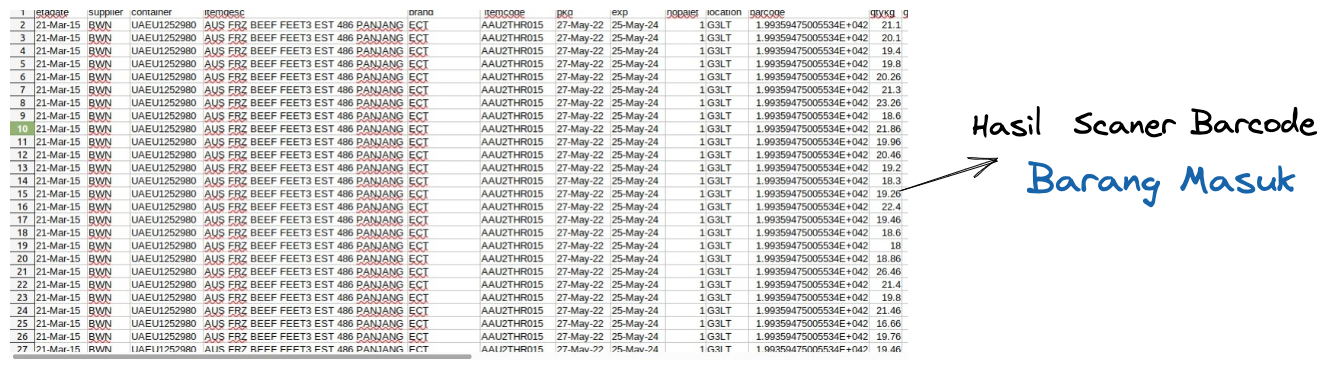 1 etadate supplier container itemdesc brand itemcode pkd exp nopalet location barcode qtykg g
2 21-Mar-15 BWN UAEU1252980 AUS FRZ BEEF FEET3 EST 486 PANJANG ECT AAU2THR015 27-May-22 25-May-24 1 G3LT 1.99359475005534E+042 21.1
3 21-Mar-15 BWN UAEU1252980 AUS FRZ BEEF FEET3 EST 486 PANJANG ECT AAU2THR015 27-May-22 25-May-24 1 G3LT 1.99359475005534E+042 20.1
4 21-Mar-15 BWN UAEU1252980 AUS FRZ BEEF FEET3 EST 486 PANJANG ECT AAU2THR015 27-May-22 25-May-24 1 G3LT 1.99359475005534E+042 19.4
5 21-Mar-15 BWN UAEU1252980 AUS FRZ BEEF FEET3 EST 486 PANJANG ECT AAU2THR015 27-May-22 25-May-24 1 G3LT 1.99359475005534E+042 19.8
6 21-Mar-15 BWN UAEU1252980 AUS FRZ BEEF FEET3 EST 486 PANJANG ECT AAU2THR015 27-May-22 25-May-24 1 G3LT 1.99359475005534E+042 20.26
7 21-Mar-15 BWN UAEU1252980 AUS FRZ BEEF FEET3 EST 486 PANJANG ECT AAU2THR015 27-May-22 25-May-24 1 G3LT 1.99359475005534E+042 21.3
8 21-Mar-15 BWN UAEU1252980 AUS FRZ BEEF FEET3 EST 486 PANJANG ECT AAU2THR015 27-May-22 25-May-24 1 G3LT 1.99359475005534E+042 23.26
9 21-Mar-15 BWN UAEU1252980 AUS FRZ BEEF FEET3 EST 486 PANJANG ECT AAU2THR015 27-May-22 25-May-24 1 G3LT 1.99359475005534E+042 18.6
10 21-Mar-15 BWN UAEU1252980 AUS FRZ BEEF FEET3 EST 486 PANJANG ECT AAU2THR015 27-May-22 25-May-24 1 G3LT 1.99359475005534E+042 21.86
11 21-Mar-15 BWN UAEU1252980 AUS FRZ BEEF FEET3 EST 486 PANJANG ECT AAU2THR015 27-May-22 25-May-24 1 G3LT 1.99359475005534E+042 19.96
12 21-Mar-15 BWN UAEU1252980 AUS FRZ BEEF FEET3 EST 486 PANJANG ECT AAU2THR015 27-May-22 25-May-24 1 G3LT 1.99359475005534E+042 20.46
13 21-Mar-15 BWN UAEU1252980 AUS FRZ BEEF FEET3 EST 486 PANJANG ECT AAU2THR015 27-May-22 25-May-24 1 G3LT 1.99359475005534E+042 19.2
14 21-Mar-15 BWN UAEU1252980 AUS FRZ BEEF FEET3 EST 486 PANJANG ECT AAU2THR015 27-May-22 25-May-24 1 G3LT 1.99359475005534E+042 18.3
15 21-Mar-15 BWN UAEU1252980 AUS FRZ BEEF FEET3 EST 486 PANJANG ECT AAU2THR015 27-May-22 25-May-24 1 G3LT 1.99359475005534E+042 19.26
16 21-Mar-15 BWN UAEU1252980 AUS FRZ BEEF FEET3 EST 486 PANJANG ECT AAU2THR015 27-May-22 25-May-24 1 G3LT 1.99359475005534E+042 22.4
17 21-Mar-15 BWN UAEU1252980 AUS FRZ BEEF FEET3 EST 486 PANJANG ECT AAU2THR015 27-May-22 25-May-24 1 G3LT 1.99359475005534E+042 19.46
18 21-Mar-15 BWN UAEU1252980 AUS FRZ BEEF FEET3 EST 486 PANJANG ECT AAU2THR015 27-May-22 25-May-24 1 G3LT 1.99359475005534E+042 18.6
19 21-Mar-15 BWN UAEU1252980 AUS FRZ BEEF FEET3 EST 486 PANJANG ECT AAU2THR015 27-May-22 25-May-24 1 G3LT 1.99359475005534E+042 18
20 21-Mar-15 BWN UAEU1252980 AUS FRZ BEEF FEET3 EST 486 PANJANG ECT AAU2THR015 27-May-22 25-May-24 1 G3LT 1.99359475005534E+042 18.86
21 21-Mar-15 BWN UAEU1252980 AUS FRZ BEEF FEET3 EST 486 PANJANG ECT AAU2THR015 27-May-22 25-May-24 1 G3LT 1.99359475005534E+042 26.46
22 21-Mar-15 BWN UAEU1252980 AUS FRZ BEEF FEET3 EST 486 PANJANG ECT AAU2THR015 27-May-22 25-May-24 1 G3LT 1.99359475005534E+042 21.4
23 21-Mar-15 BWN UAEU1252980 AUS FRZ BEEF FEET3 EST 486 PANJANG ECT AAU2THR015 27-May-22 25-May-24 1 G3LT 1.99359475005534E+042 19.8
24 21-Mar-15 BWN UAEU1252980 AUS FRZ BEEF FEET3 EST 486 PANJANG ECT AAU2THR015 27-May-22 25-May-24 1 G3LT 1.99359475005534E+042 21.46
25 21-Mar-15 BWN UAEU1252980 AUS FRZ BEEF FEET3 EST 486 PANJANG ECT AAU2THR015 27-May-22 25-May-24 1 G3LT 1.99359475005534E+042 16.66
26 21-Mar-15 BWN UAEU1252980 AUS FRZ BEEF FEET3 EST 486 PANJANG ECT AAU2THR015 27-May-22 25-May-24 1 G3LT 1.99359475005534E+042 19.76
27 21-Mar-15 BWN UAEU1252980 AUS FRZ BEEF FEET3 EST 486 PANJANG ECT AAU2THR015 27-May-22 25-May-24 1 G3LT 1.99359475005534E+042 19.46
Hasil Scaner Barcode
Barang Masuk